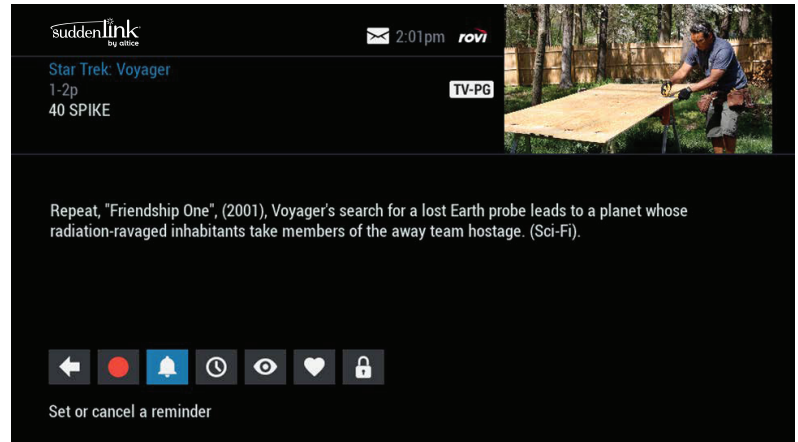 suddenlink
by altice
2:01pm rovi
Star Trek: Voyager
1-2p
TV-PG
40 SPIKE
Repeat, "Friendship One", (2001), Voyager's search for a lost Earth probe leads to a planet whose
radiation-ravaged inhabitants take members of the away team hostage. (Sci-Fi).
Set or cancel a reminder